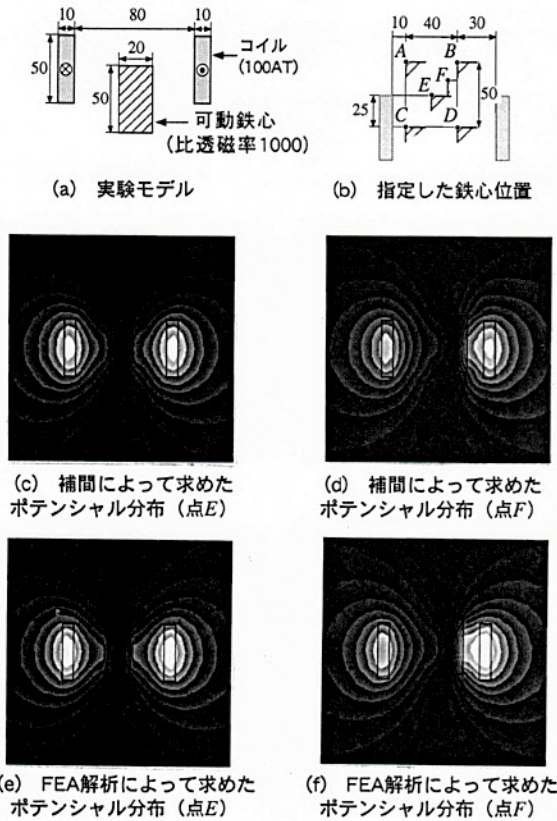 10 80 10
50
20
50
コイル
(100AT)
可動鉄心
(比透磁率1000)
(a) 実験モデル
10 40 30
A B
F
E
50
25
C D
(b) 指定した鉄心位置
(c) 補間によって求めた
ポテンシャル分布(点E)
(d) 補間によって求めた
ポテンシャル分布(点F)
(e) FEA解析によって求めた
ポテンシャル分布(点E)
(f) FEA解析によって求めた
ポテンシャル分布(点F)